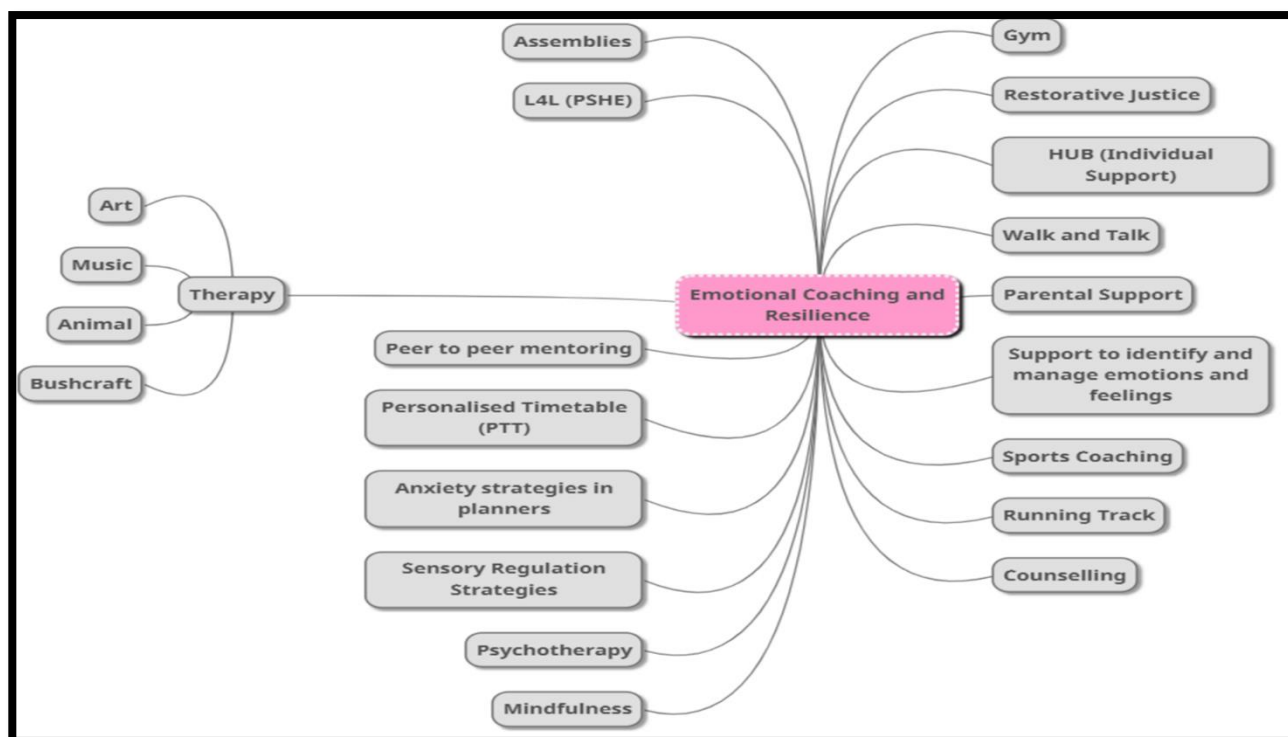 Assemblies
L4L (PSHE)
Art
Music
Animal
Bushcraft
Therapy
Peer to peer mentoring
Personalised Timetable
(PTT)
Anxiety strategies in
planners
Sensory Regulation
Strategies
Psychotherapy
Mindfulness
Emotional Coaching and
Resilience
Gym
Restorative Justice
HUB (Individual
Support)
Walk and Talk
Parental Support
Support to identify and
manage emotions and
feelings
Sports Coaching
Running Track
Counselling